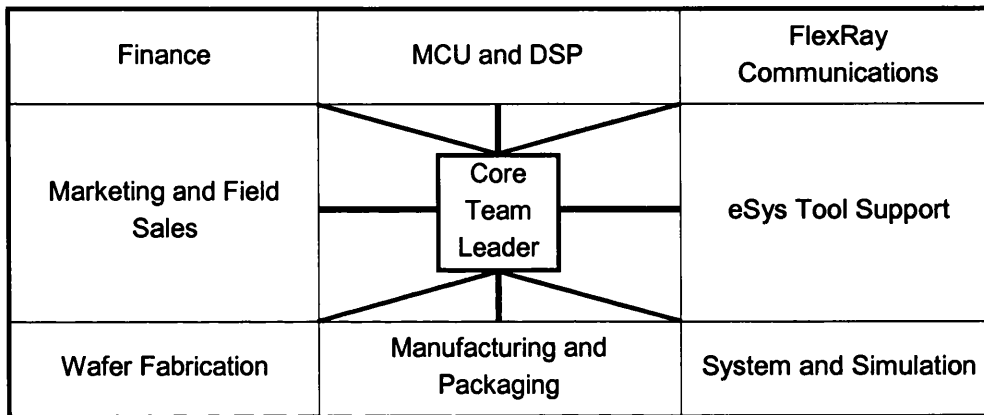 Finance
MCU and DSP
FlexRay
Communications
Marketing and Field
Sales
Core
Team
Leader
eSys Tool Support
Wafer Fabrication
Manufacturing and
Packaging
System and Simulation